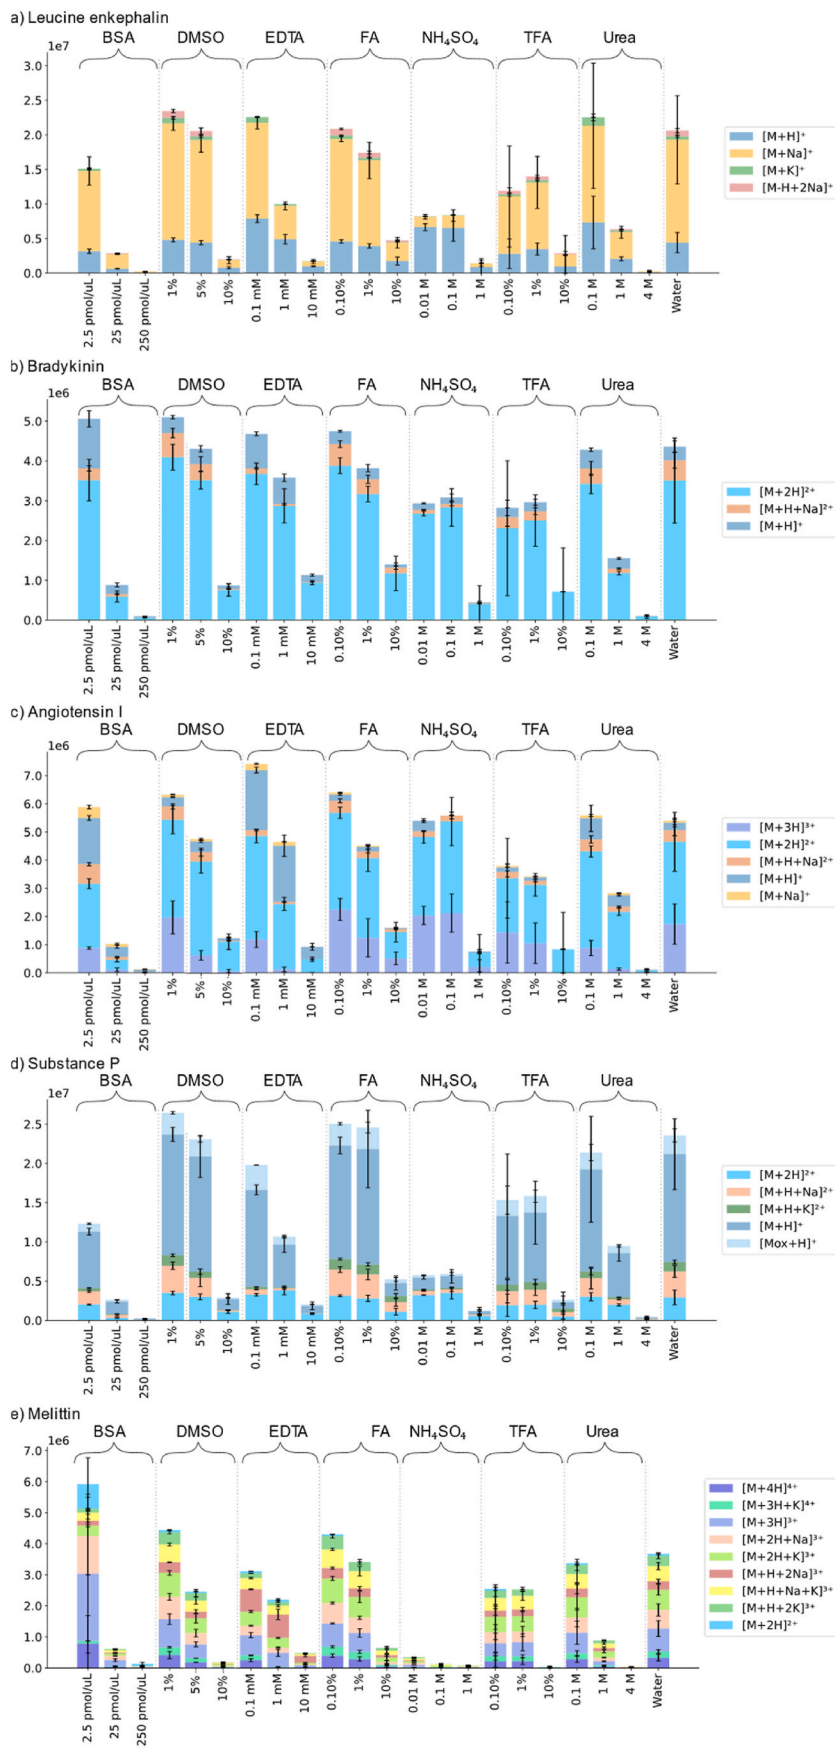 a) Leucine enkephalin
BSA DMSO EDTA FA NH₄SO₄ TFA Urea
1e7
3.0
2.5
2.0
1.5
1.0
0.5
0.0
[M+H]⁺
[M+Na]⁺
[M+K]⁺
[M-H+2Na]⁺
2.5 pmol/uL 25 pmol/uL 250 pmol/uL 1% 5% 10% 0.1 mM 1 mM 10 mM 0.10% 1% 10% 0.01 M 0.1 M 1 M 0.10% 1% 10% 0.1 M 1 M 4 M Water
b) Bradykinin
BSA DMSO EDTA FA NH₄SO₄ TFA Urea
1e6
5.0
4.0
3.0
2.0
1.0
0.0
[M+2H]²⁺
[M+H+Na]²⁺
[M+H]⁺
2.5 pmol/uL 25 pmol/uL 250 pmol/uL 1% 5% 10% 0.1 mM 1 mM 10 mM 0.10% 1% 10% 0.01 M 0.1 M 1 M 0.10% 1% 10% 0.1 M 1 M 4 M Water
c) Angiotensin I
BSA DMSO EDTA FA NH₄SO₄ TFA Urea
1e6
7.0
6.0
5.0
4.0
3.0
2.0
1.0
0.0
[M+3H]³⁺
[M+2H]²⁺
[M+H+Na]²⁺
[M+H]⁺
[M+Na]⁺
2.5 pmol/uL 25 pmol/uL 250 pmol/uL 1% 5% 10% 0.1 mM 1 mM 10 mM 0.10% 1% 10% 0.01 M 0.1 M 1 M 0.10% 1% 10% 0.1 M 1 M 4 M Water
d) Substance P
BSA DMSO EDTA FA NH₄SO₄ TFA Urea
1e7
2.5
2.0
1.5
1.0
0.5
0.0
[M+2H]²⁺
[M+H+Na]²⁺
[M+H+K]²⁺
[M+H]⁺
[Mox+H]⁺
2.5 pmol/uL 25 pmol/uL 250 pmol/uL 1% 5% 10% 0.1 mM 1 mM 10 mM 0.10% 1% 10% 0.01 M 0.1 M 1 M 0.10% 1% 10% 0.1 M 1 M 4 M Water
e) Melittin
BSA DMSO EDTA FA NH₄SO₄ TFA Urea
1e6
7.0
6.0
5.0
4.0
3.0
2.0
1.0
0.0
[M+4H]⁴⁺
[M+3H+K]⁴⁺
[M+3H]³⁺
[M+2H+Na]³⁺
[M+2H+K]³⁺
[M+H+2Na]³⁺
[M+H+Na+K]³⁺
[M+H+2K]³⁺
[M+2H]²⁺
2.5 pmol/uL 25 pmol/uL 250 pmol/uL 1% 5% 10% 0.1 mM 1 mM 10 mM 0.10% 1% 10% 0.01 M 0.1 M 1 M 0.10% 1% 10% 0.1 M 1 M 4 M Water